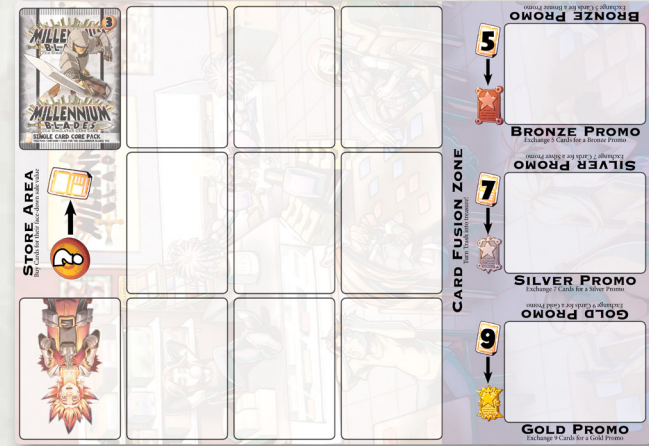 3
MILLENNIUM
BLADES
SINGLE CARD CORE PACK
STORE AREA
Buy Cards for their face-down sale value
?
CARD FUSION ZONE
Turn Trash into treasure!
Exchange 5 Cards for a Bronze Promo
BRONZE PROMO
5
BRONZE PROMO
Exchange 5 Cards for a Bronze Promo
Exchange 7 Cards for a Silver Promo
SILVER PROMO
7
SILVER PROMO
Exchange 7 Cards for a Silver Promo
Exchange 9 Cards for a Gold Promo
GOLD PROMO
9
GOLD PROMO
Exchange 9 Cards for a Gold Promo